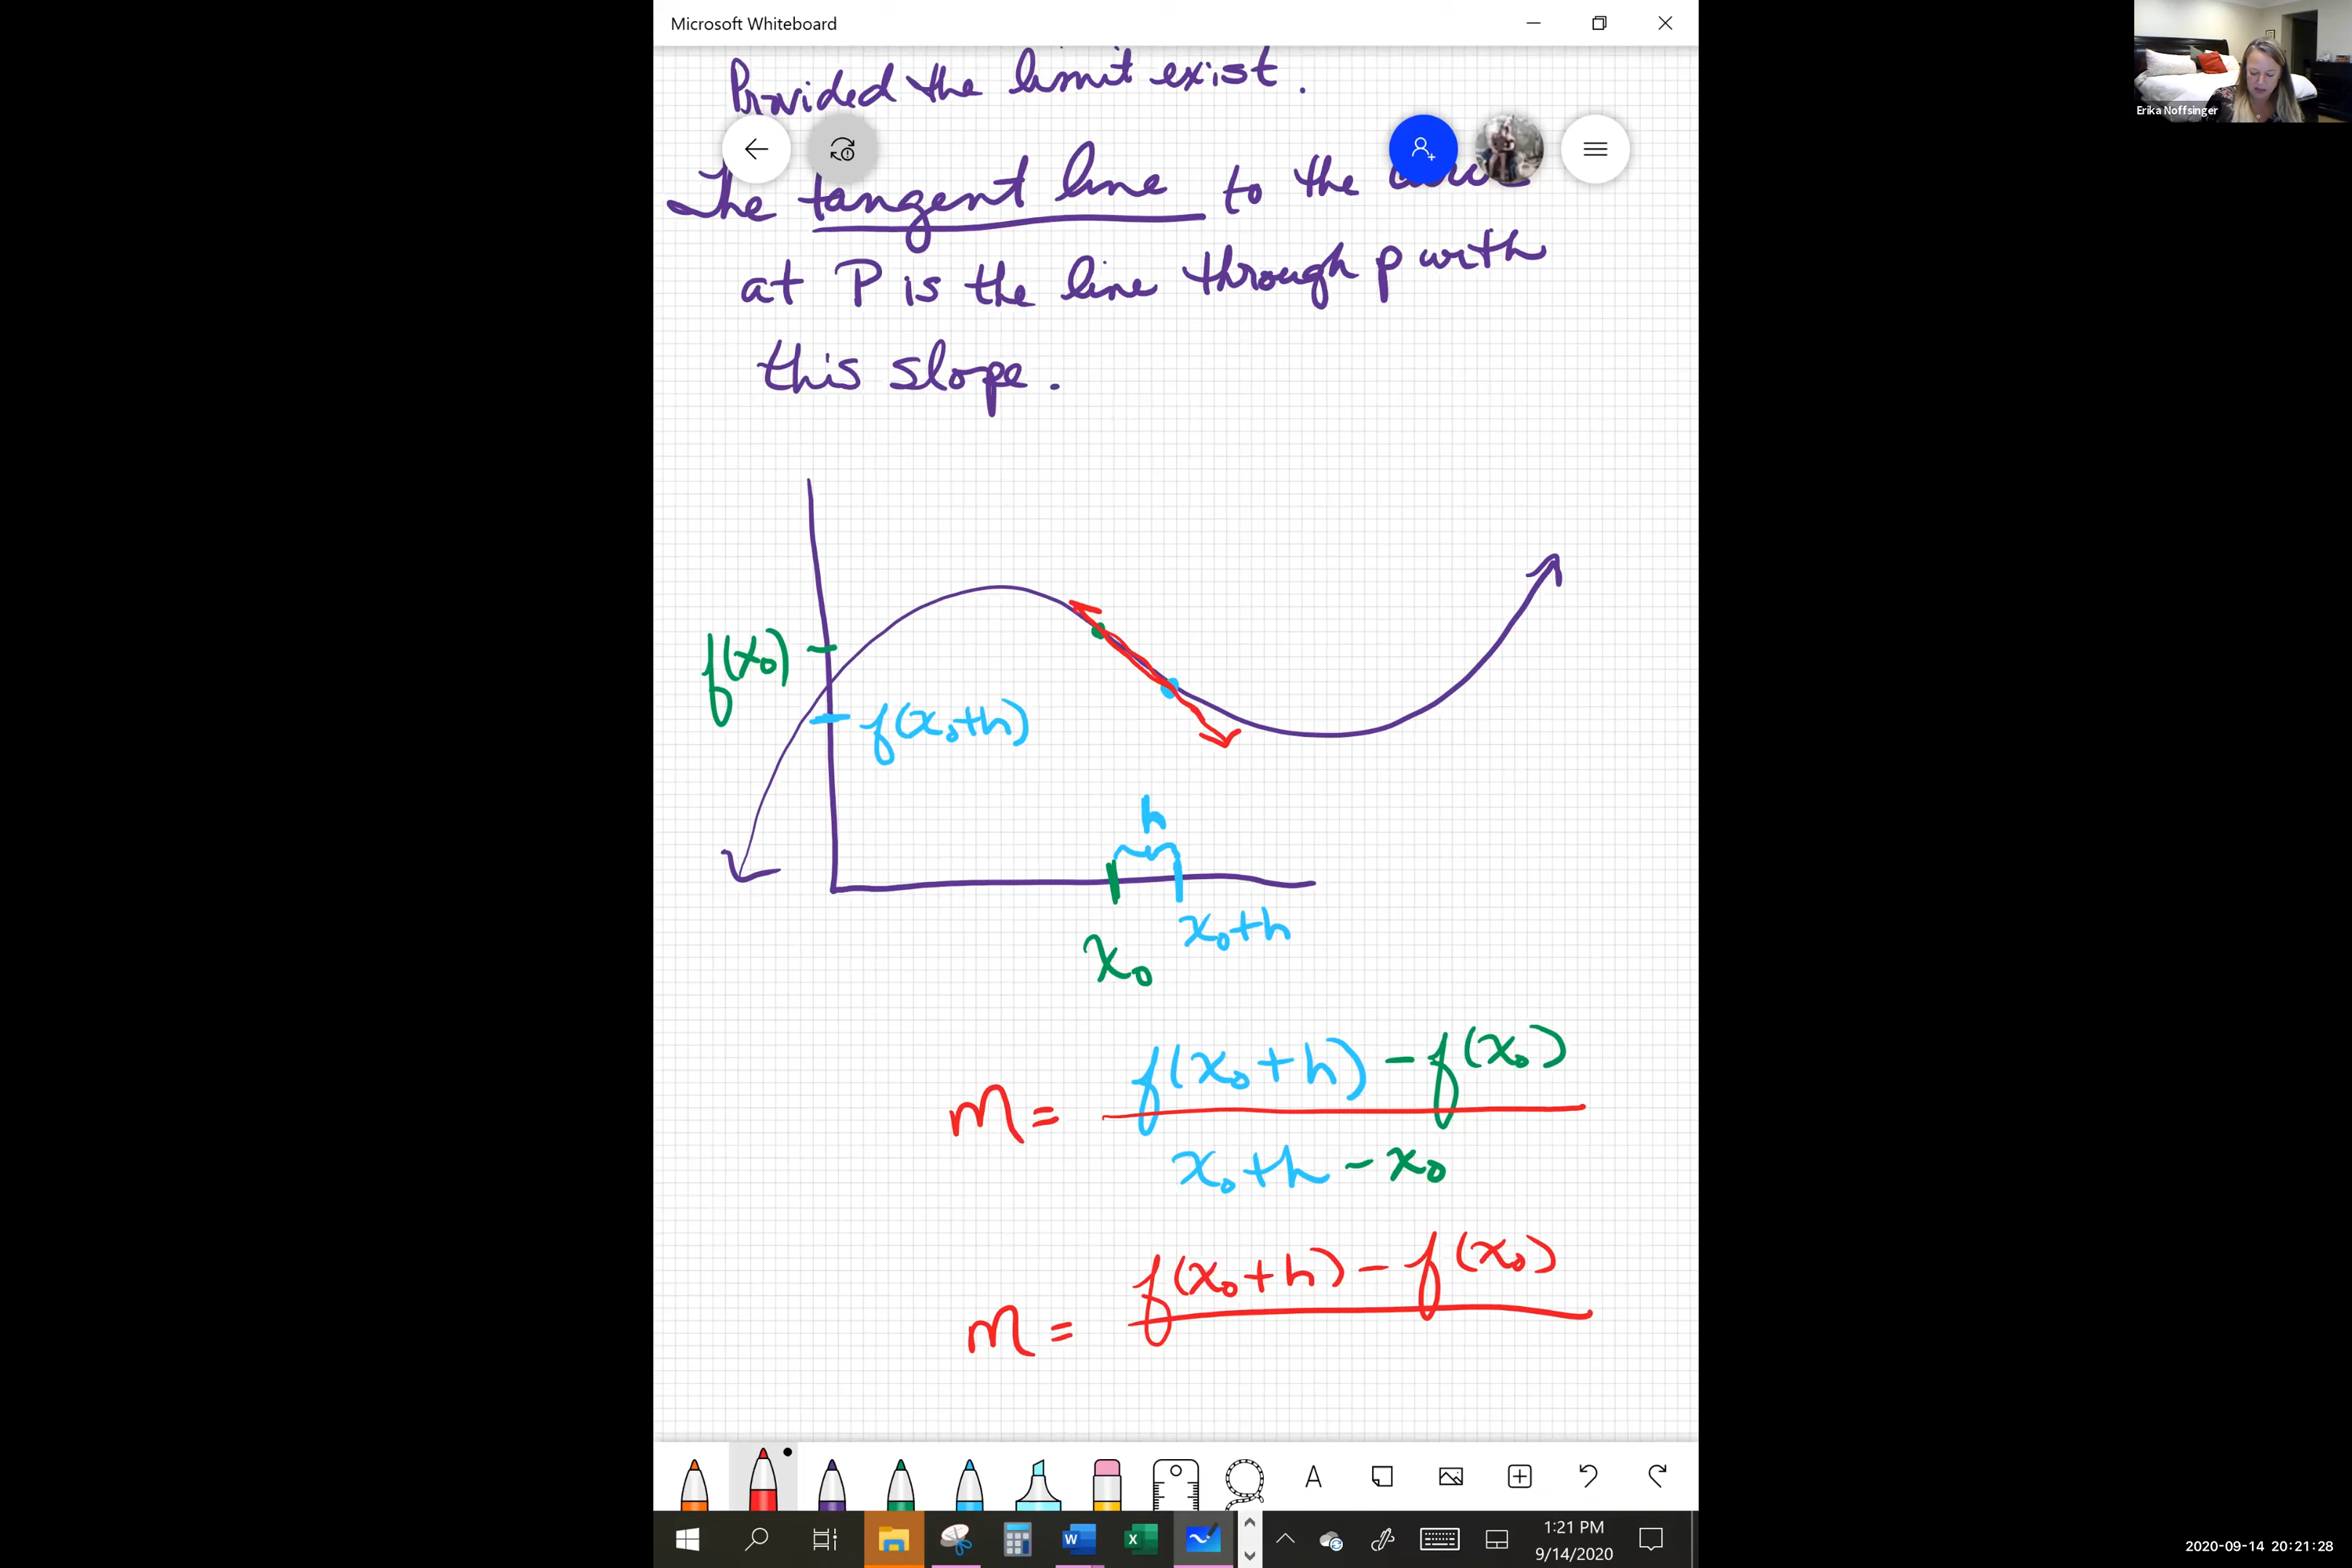 Microsoft Whiteboard
Provided the limit exist.
The tangent line to the
at P is the line through p with
this slope.
f(x₀)
f(x₀+h)
h
x₀+h
x₀
m = f(x₀+h) - f(x₀)
x₀+h - x₀
m = f(x₀+h) - f(x₀)
1:21 PM
9/14/2020
Erika Noffsinger
2020-09-14 20:21:28